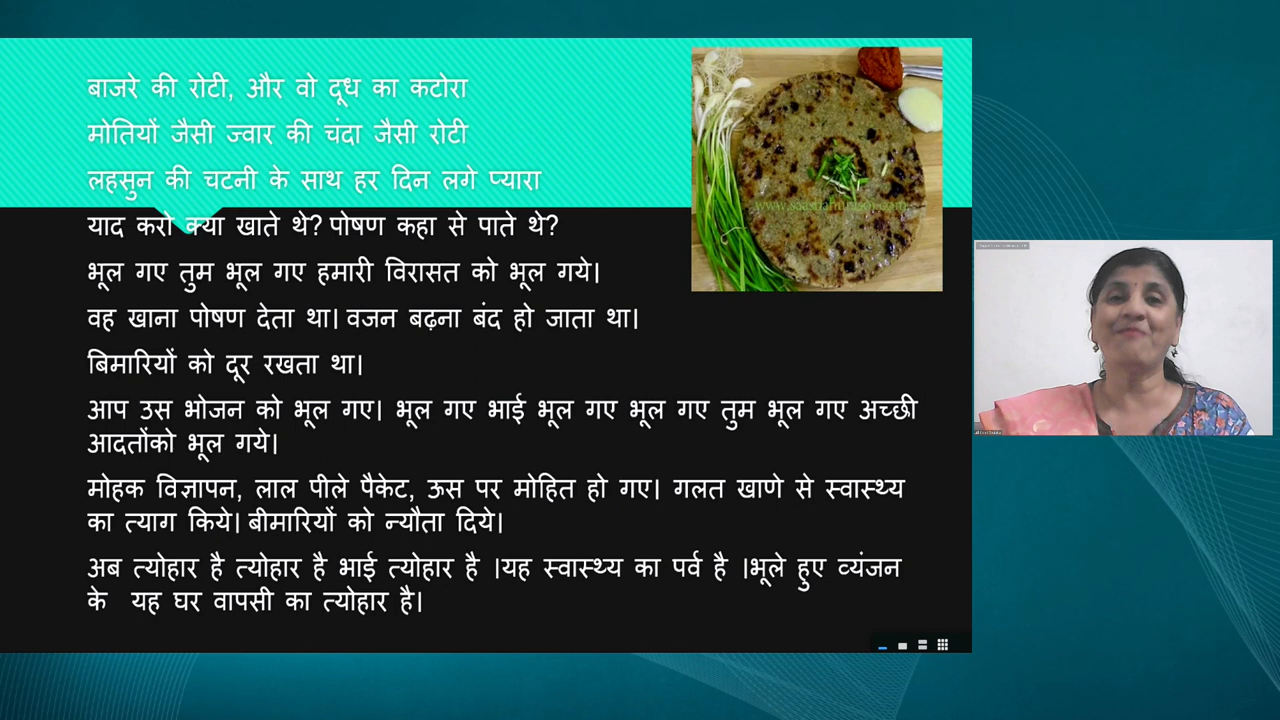 बाजरे की रोटी, और वो दूध का कटोरा
मोतियों जैसी ज्वार की चंदा जैसी रोटी
लहसुन की चटनी के साथ हर दिन लगे प्यारा
याद करो क्या खाते थे? पोषण कहा से पाते थे?
भूल गए तुम भूल गए हमारी विरासत को भूल गये।
वह खाना पोषण देता था। वजन बढ़ना बंद हो जाता था।
बिमारियों को दूर रखता था।
आप उस भोजन को भूल गए। भूल गए भाई भूल गए भूल गए तुम भूल गए अच्छी
आदतोंको भूल गये।
मोहक विज्ञापन, लाल पीले पैकेट, ऊस पर मोहित हो गए। गलत खाणे से स्वास्थ्य
का त्याग किये। बीमारियों को न्यौता दिये।
अब त्योहार है त्योहार है भाई त्योहार है ।यह स्वास्थ्य का पर्व है ।भूले हुए व्यंजन
के यह घर वापसी का त्योहार है।